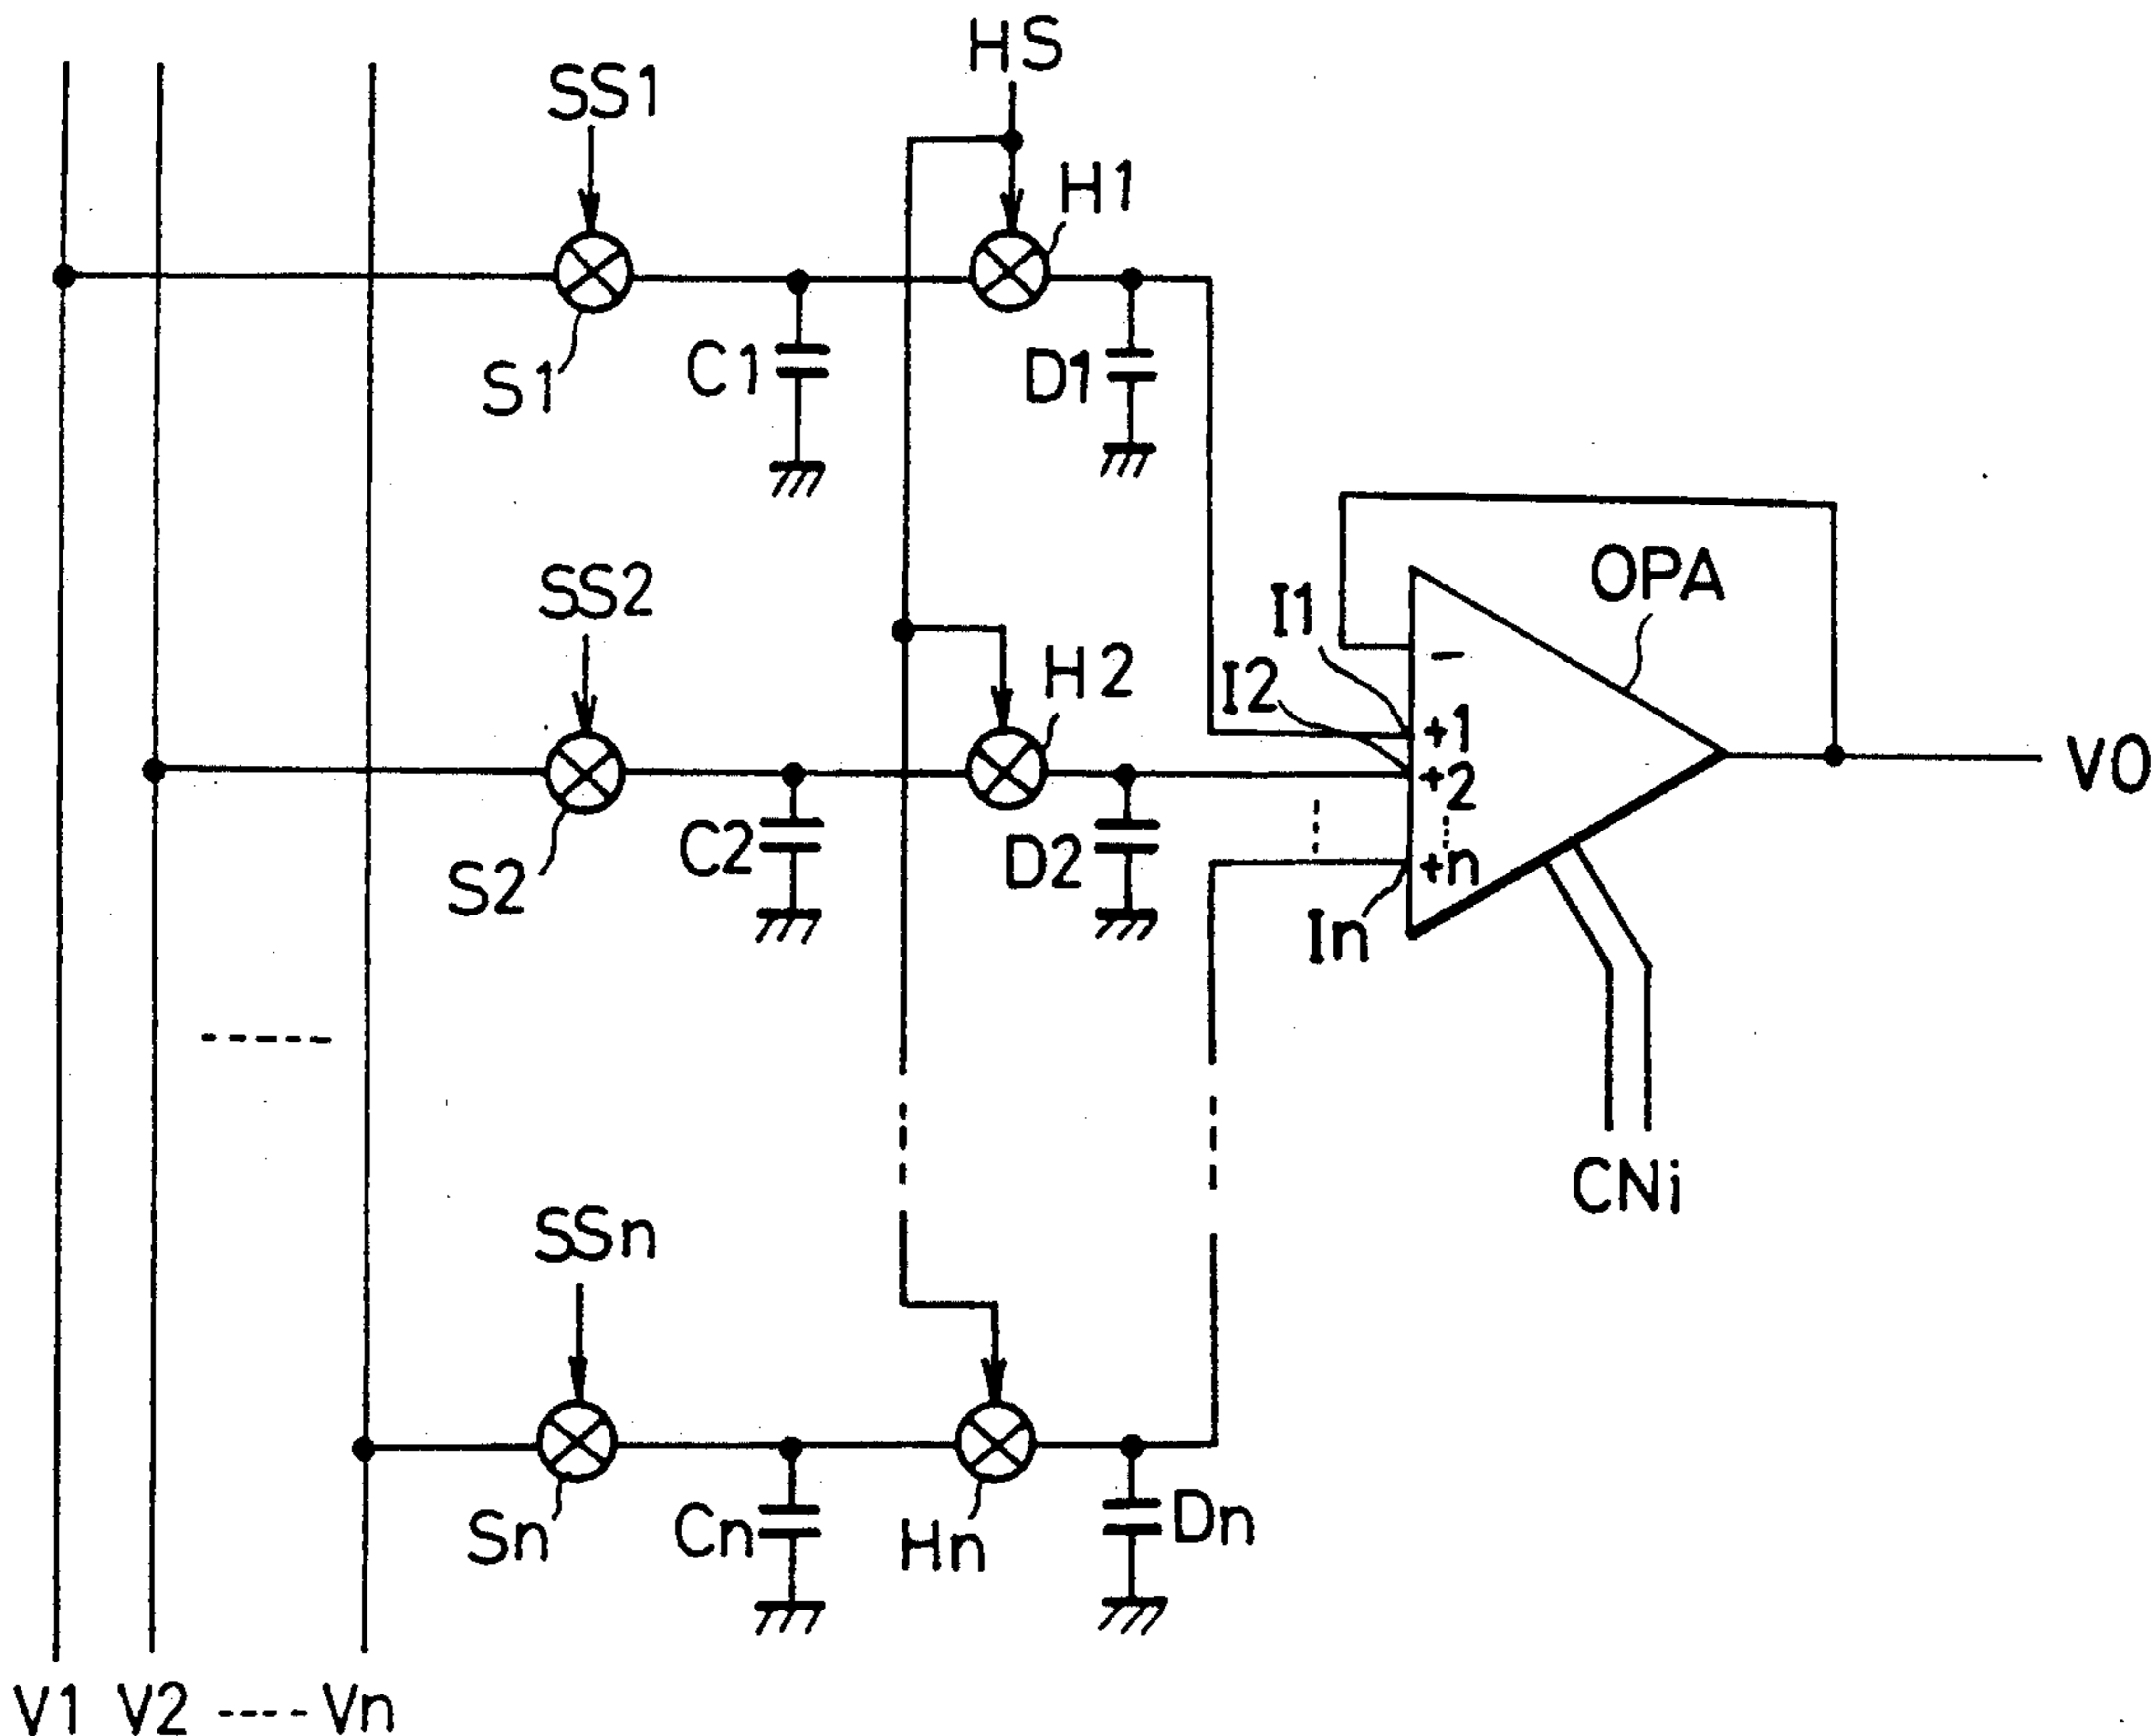 HS
SS1
H1
S1
C1
D1
OPA
SS2
I1
H2
I2
-
+1
+2
+n
VO
S2
C2
D2
In
CNi
SSn
Sn
Cn
Hn
Dn
V1 V2 ---- Vn